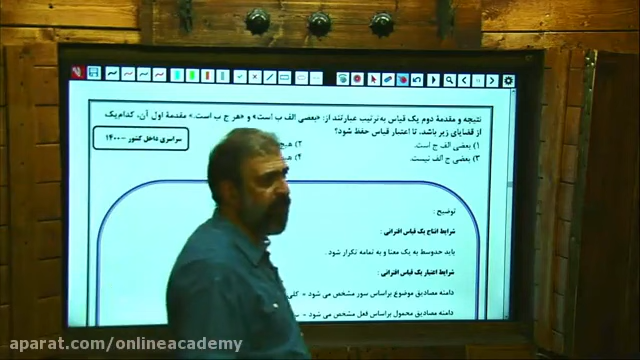 نتیجه و مقدمهٔ دوم یک قیاس به‌ترتیب عبارتند از: «بعضی الف ب است» و «هر ج ب است.» مقدمهٔ اول آن، کدام‌یک
از قضایای زیر باشد، تا اعتبار قیاس حفظ شود؟
سراسری داخل کشور - ۱۴۰۰
۱) بعضی الف ج است.
۲) هیچ
۳) بعضی ج الف نیست.
۴)
توضیح :
شرایط انتاج یک قیاس اقترانی :
باید حدوسط به یک معنا و به تمامه تکرار شود .
شرایط اعتبار یک قیاس اقترانی :
دامنه مصادیق موضوع براساس سور مشخص می شود = کلی
دامنه مصادیق محمول براساس فعل مشخص می شود =
aparat.com/onlineacademy